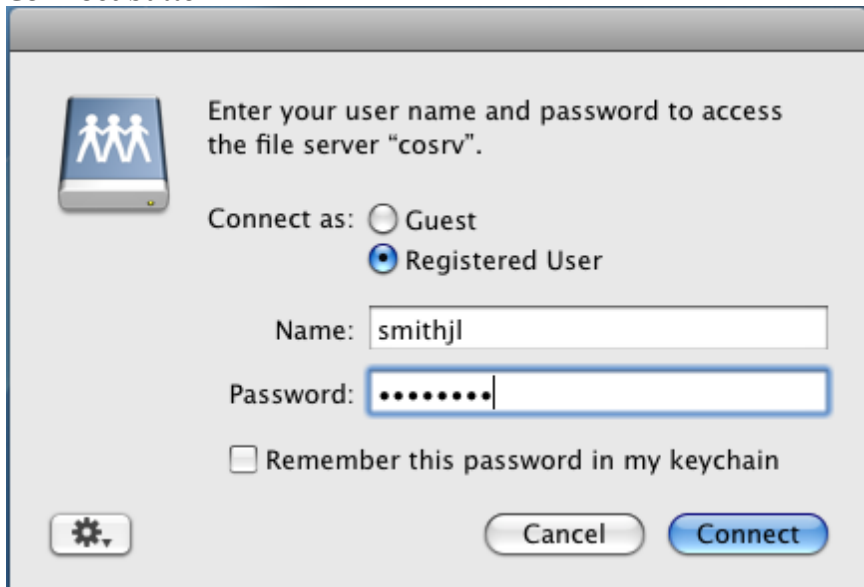 Enter your user name and password to access
the file server “cosrv”.
Connect as: Guest
Registered User
Name: smithjl
Password: ••••••••
Remember this password in my keychain
Cancel Connect